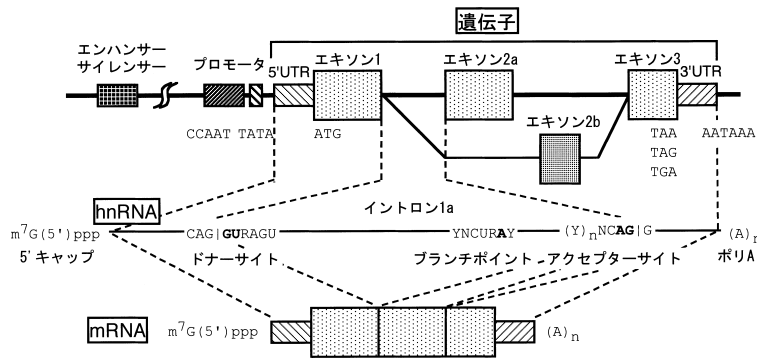 遺伝子
エンハンサー
サイレンサー
プロモータ
5'UTR
エキソン1
エキソン2a
エキソン3
3'UTR
エキソン2b
CCAAT TATA
ATG
TAA
TAG
TGA
AATAAA
hnRNA
イントロン1a
m7G(5')ppp
CAG|GURAGU
YNCURAY
(Y)nNCAG|G
(A)n
5'キャップ
ドナーサイト
ブランチポイント
アクセプターサイト
ポリA
mRNA
m7G(5')ppp
(A)n